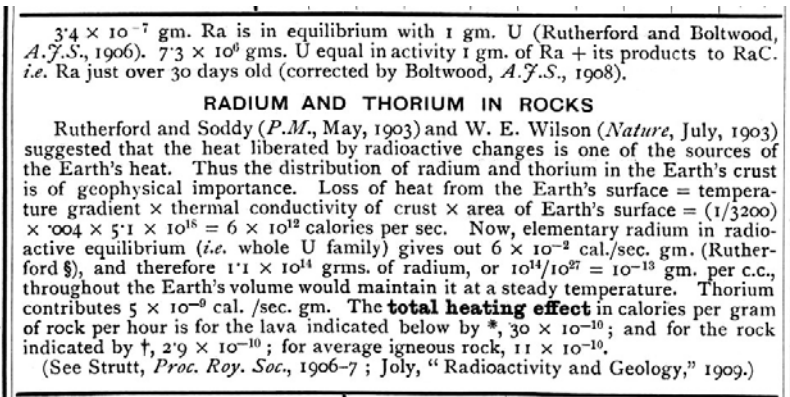 3·4 × 10⁻⁷ gm. Ra is in equilibrium with 1 gm. U (Rutherford and Boltwood,
A.J.S., 1906). 7·3 × 10⁶ gms. U equal in activity 1 gm. of Ra + its products to RaC.
i.e. Ra just over 30 days old (corrected by Boltwood, A.J.S., 1908).
RADIUM AND THORIUM IN ROCKS
Rutherford and Soddy (P.M., May, 1903) and W. E. Wilson (Nature, July, 1903)
suggested that the heat liberated by radioactive changes is one of the sources of
the Earth's heat. Thus the distribution of radium and thorium in the Earth's crust
is of geophysical importance. Loss of heat from the Earth's surface = tempera-
ture gradient × thermal conductivity of crust × area of Earth's surface = (1/3200)
× ·004 × 5·1 × 10¹⁸ = 6 × 10¹² calories per sec. Now, elementary radium in radio-
active equilibrium (i.e. whole U family) gives out 6 × 10⁻² cal./sec. gm. (Ruther-
ford §), and therefore 1·1 × 10¹⁴ grms. of radium, or 10¹⁴/10²⁷ = 10⁻¹³ gm. per c.c.,
throughout the Earth's volume would maintain it at a steady temperature. Thorium
contributes 5 × 10⁻⁹ cal. /sec. gm. The total heating effect in calories per gram
of rock per hour is for the lava indicated below by *, 30 × 10⁻¹⁰; and for the rock
indicated by †, 2·9 × 10⁻¹⁰; for average igneous rock, 11 × 10⁻¹⁰.
(See Strutt, Proc. Roy. Soc., 1906-7; Joly, "Radioactivity and Geology," 1909.)